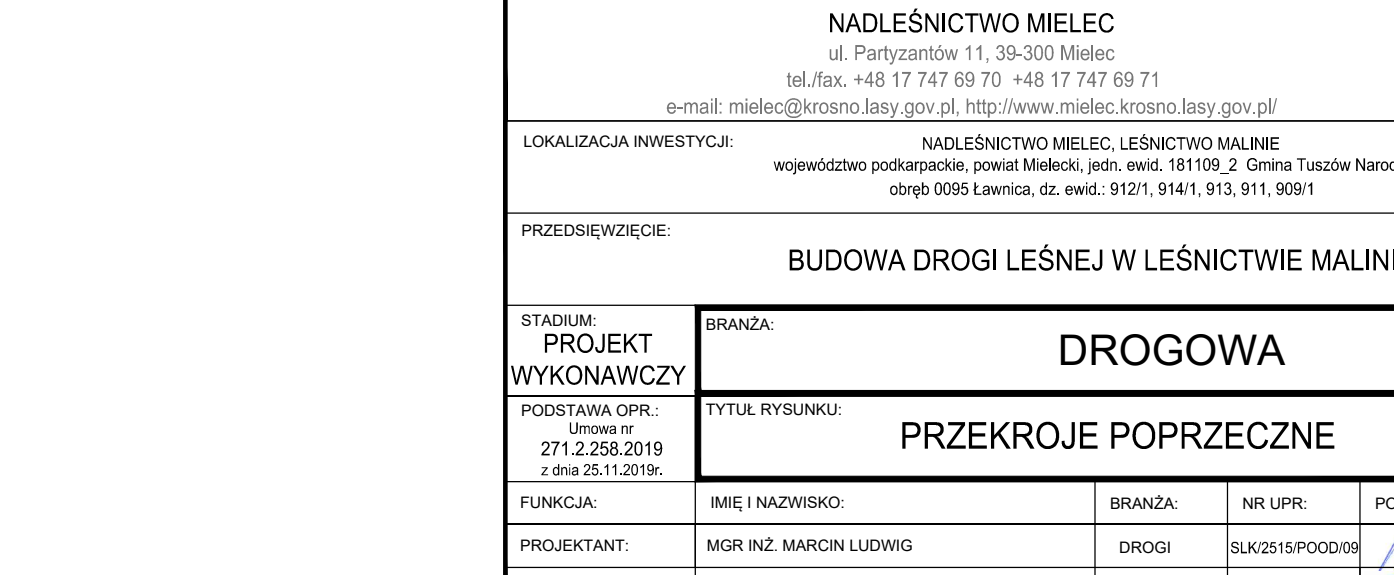 NADLEŚNICTWO MIELEC
ul. Partyzantów 11, 39-300 Mielec
tel./fax. +48 17 747 69 70 +48 17 747 69 71
e-mail: mielec@krosno.lasy.gov.pl, http://www.mielec.krosno.lasy.gov.pl/
LOKALIZACJA INWESTYCJI:
NADLEŚNICTWO MIELEC, LEŚNICTWO MALINIE
województwo podkarpackie, powiat Mielecki, jedn. ewid. 181109_2 Gmina Tuszów Naroc
obręb 0095 Ławnica, dz. ewid.: 912/1, 914/1, 913, 911, 909/1
PRZEDSIĘWZIĘCIE:
BUDOWA DROGI LEŚNEJ W LEŚNICTWIE MALINI
STADIUM:
PROJEKT
WYKONAWCZY
BRANŻA:
DROGOWA
PODSTAWA OPR.:
Umowa nr
271.2.258.2019
z dnia 25.11.2019r.
TYTUŁ RYSUNKU:
PRZEKROJE POPRZECZNE
FUNKCJA: IMIĘ I NAZWISKO: BRANŻA: NR UPR: PO
PROJEKTANT: MGR INŻ. MARCIN LUDWIG DROGI SLK/2515/POOD/09